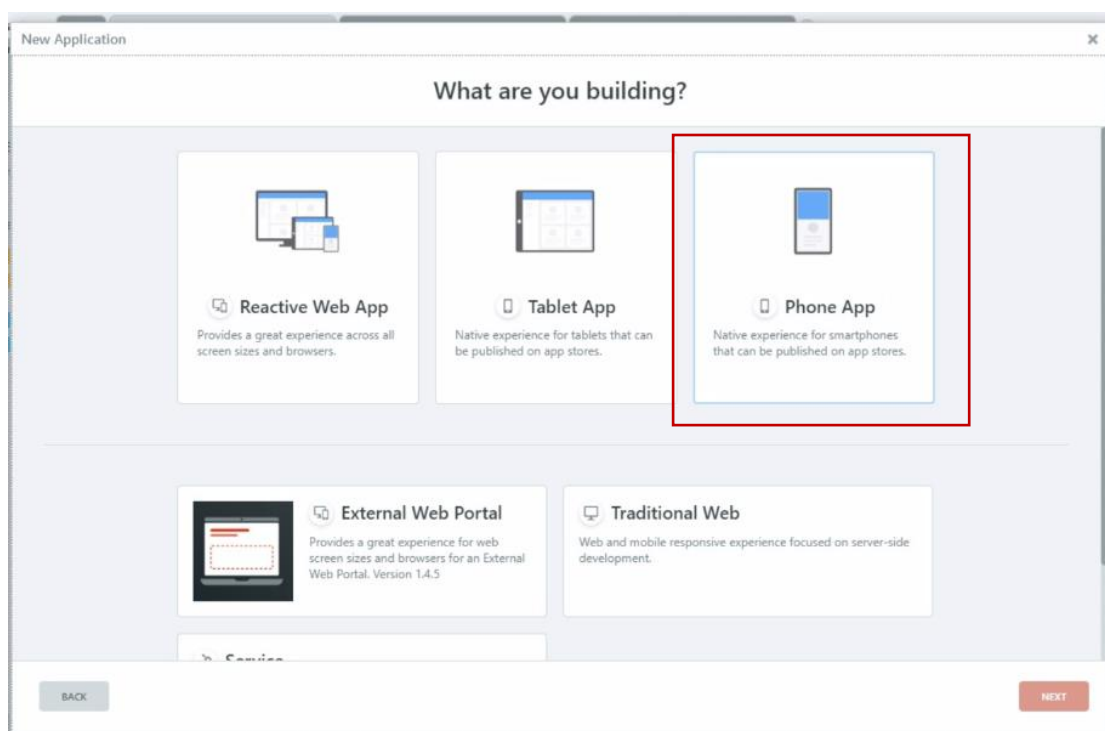 New Application
What are you building?
Reactive Web App
Provides a great experience across all
screen sizes and browsers.
Tablet App
Native experience for tablets that can
be published on app stores.
Phone App
Native experience for smartphones
that can be published on app stores.
External Web Portal
Provides a great experience for web
screen sizes and browsers for an External
Web Portal. Version 1.4.5
Traditional Web
Web and mobile responsive experience focused on server-side
development.
Service
BACK
NEXT